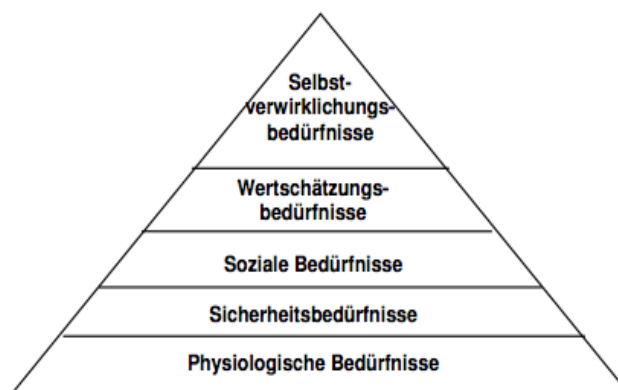 Selbst-
verwirklichungs-
bedürfnisse
Wertschätzungs-
bedürfnisse
Soziale Bedürfnisse
Sicherheitsbedürfnisse
Physiologische Bedürfnisse